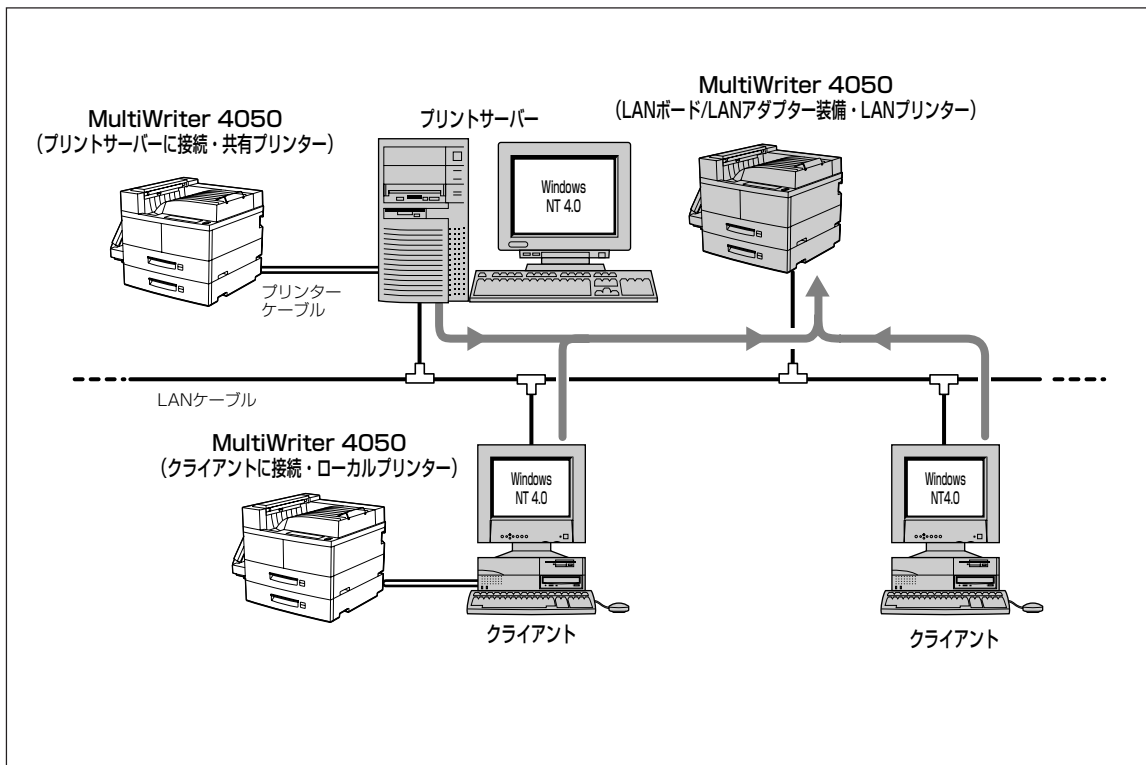 MultiWriter 4050
(プリントサーバーに接続・共有プリンター)
プリントサーバー
MultiWriter 4050
(LANボード/LANアダプター装備・LANプリンター)
Windows
NT 4.0
プリンター
ケーブル
LANケーブル
MultiWriter 4050
(クライアントに接続・ローカルプリンター)
Windows
NT 4.0
クライアント
Windows
NT4.0
クライアント